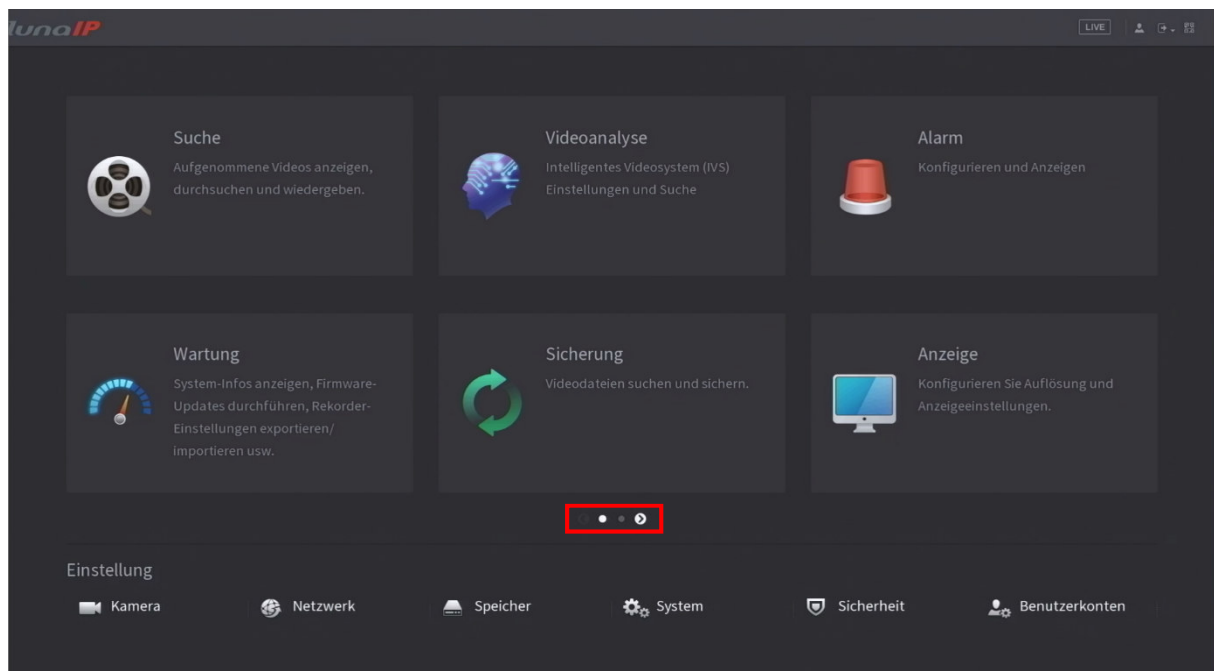 lunaIP
LIVE
Suche
Aufgenommene Videos anzeigen,
durchsuchen und wiedergeben.
Videoanalyse
Intelligentes Videosystem (IVS)
Einstellungen und Suche
Alarm
Konfigurieren und Anzeigen
Wartung
System-Infos anzeigen, Firmware-
Updates durchführen, Rekorder-
Einstellungen exportieren/
importieren usw.
Sicherung
Videodateien suchen und sichern.
Anzeige
Konfigurieren Sie Auflösung und
Anzeigeeinstellungen.
Einstellung
Kamera
Netzwerk
Speicher
System
Sicherheit
Benutzerkonten